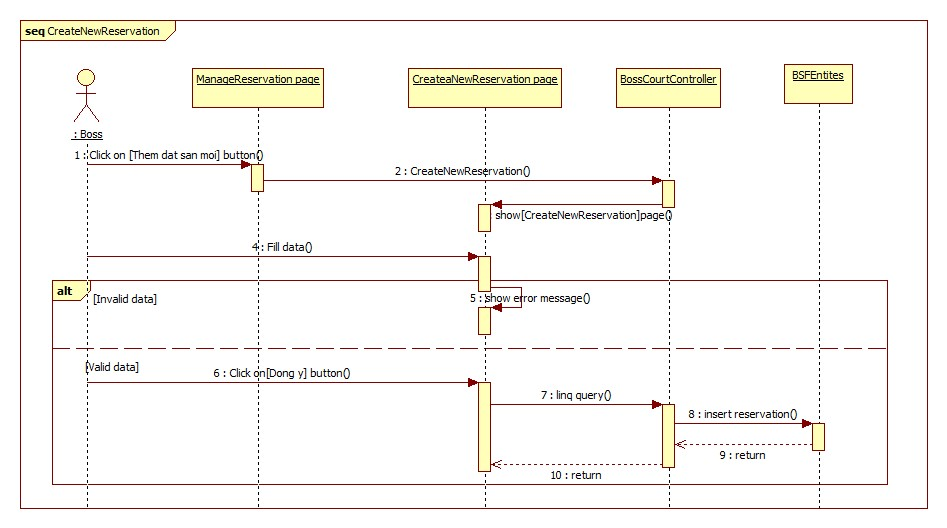 seq CreateNewReservation
ManageReservation page
CreateaNewReservation page
BossCourtController
BSFEntites
: Boss
1 : Click on [Them dat san moi] button()
2 : CreateNewReservation()
: show[CreateNewReservation]page()
4 : Fill data()
alt
[Invalid data]
5 : show error message()
[Valid data]
6 : Click on[Dong y] button()
7 : linq query()
8 : insert reservation()
9 : return
10 : return